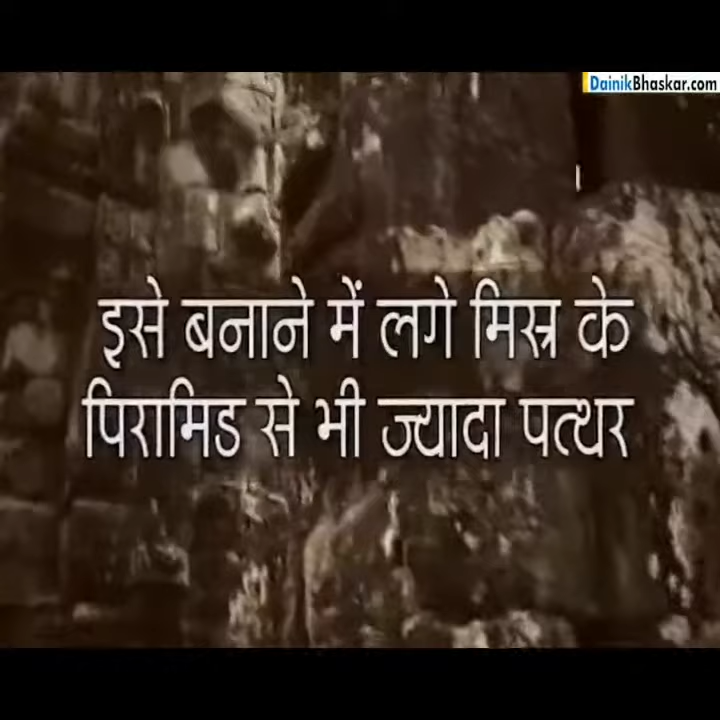 DainikBhaskar.com
इसे बनाने में लगे मिस्र के
पिरामिड से भी ज्यादा पत्थर